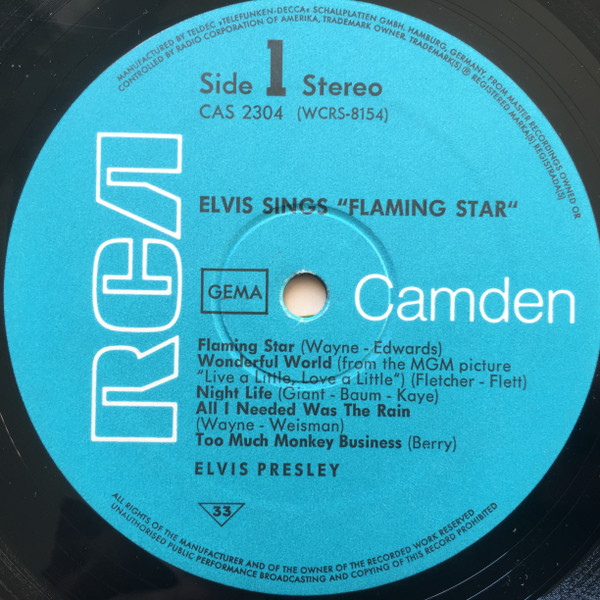 MANUFACTURED BY TELDEC »TELEFUNKEN-DECCA« SCHALLPLATTEN GMBH, HAMBURG, GERMANY, FROM MASTER RECORDINGS OWNED OR
CONTROLLED BY RADIO CORPORATION OF AMERICA, TRADEMARK OWNER. TRADEMARK(S) ® REGISTERED MARKA(S) REGISTRADA(S)
Side 1 Stereo
CAS 2304 (WCRS-8154)
RCA
ELVIS SINGS "FLAMING STAR"
GEMA
Camden
Flaming Star (Wayne - Edwards)
Wonderful World (from the MGM picture
"Live a Little, Love a Little") (Fletcher - Flett)
Night Life (Giant - Baum - Kaye)
All I Needed Was The Rain
(Wayne - Weisman)
Too Much Monkey Business (Berry)
ELVIS PRESLEY
33
ALL RIGHTS OF THE MANUFACTURER AND OF THE OWNER OF THE RECORDED WORK RESERVED
UNAUTHORISED PUBLIC PERFORMANCE BROADCASTING AND COPYING OF THIS RECORD PROHIBITED